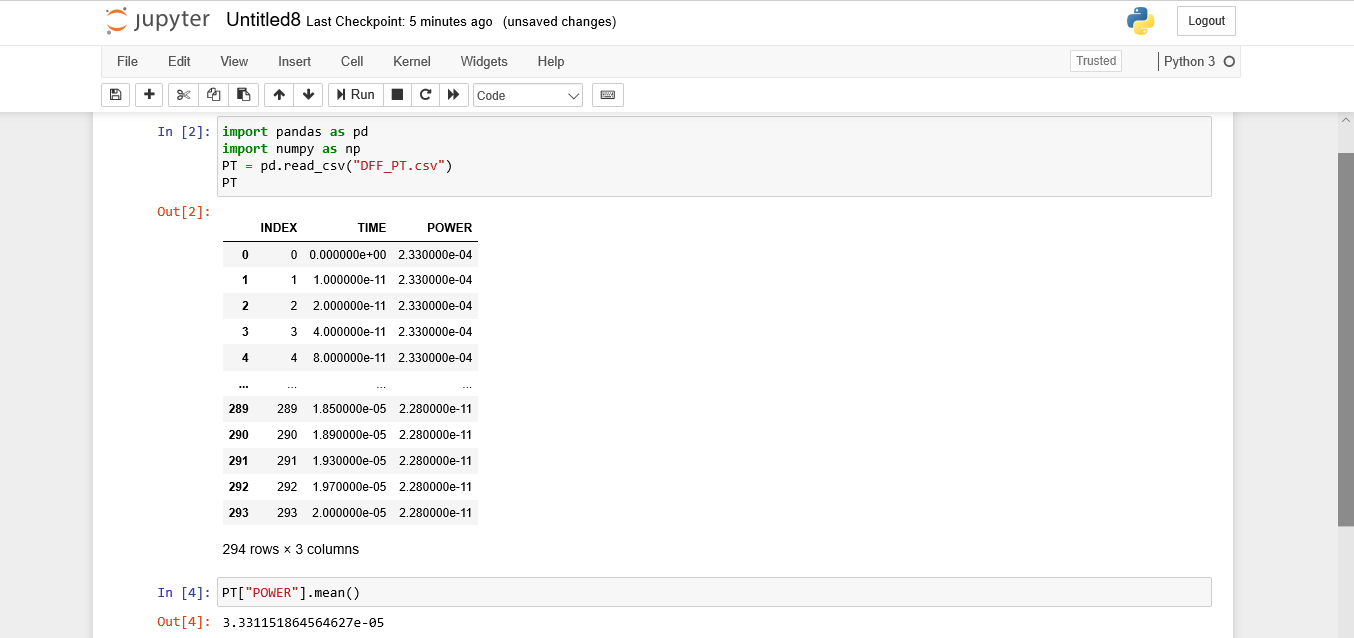 jupyter Untitled8 Last Checkpoint: 5 minutes ago (unsaved changes) Logout
File Edit View Insert Cell Kernel Widgets Help Trusted Python 3
Run Code
In [2]: import pandas as pd
import numpy as np
PT = pd.read_csv("DFF_PT.csv")
PT
Out[2]:
INDEX TIME POWER
0 0 0.000000e+00 2.330000e-04
1 1 1.000000e-11 2.330000e-04
2 2 2.000000e-11 2.330000e-04
3 3 4.000000e-11 2.330000e-04
4 4 8.000000e-11 2.330000e-04
... ... ... ...
289 289 1.850000e-05 2.280000e-11
290 290 1.890000e-05 2.280000e-11
291 291 1.930000e-05 2.280000e-11
292 292 1.970000e-05 2.280000e-11
293 293 2.000000e-05 2.280000e-11
294 rows × 3 columns
In [4]: PT["POWER"].mean()
Out[4]: 3.331151864564627e-05